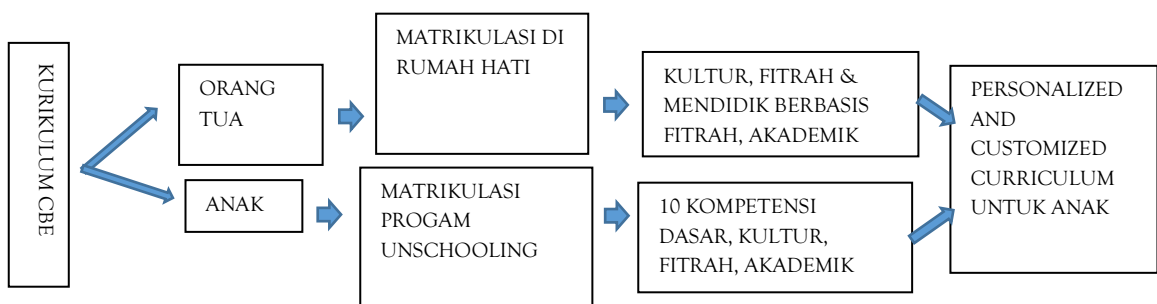 KURIKULUM CBE
ORANG
TUA
MATRIKULASI DI
RUMAH HATI
KULTUR, FITRAH &
MENDIDIK BERBASIS
FITRAH, AKADEMIK
ANAK
MATRIKULASI
PROGAM
UNSCHOOLING
10 KOMPETENSI
DASAR, KULTUR,
FITRAH, AKADEMIK
PERSONALIZED
AND
CUSTOMIZED
CURRICULUM
UNTUK ANAK